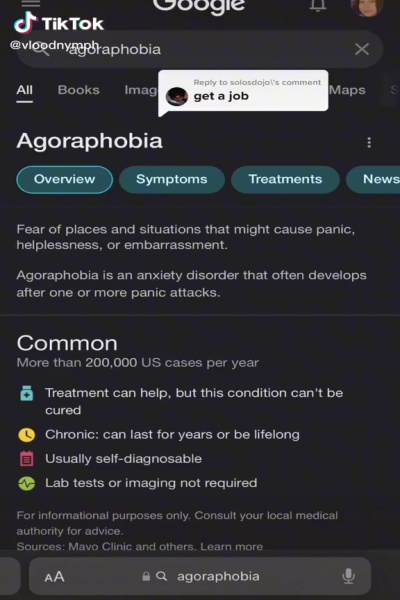 Google
TikTok
@vloodnymph
agoraphobia
All Books Imag Maps
Reply to solosdojo\'s comment
get a job
Agoraphobia
Overview Symptoms Treatments News
Fear of places and situations that might cause panic,
helplessness, or embarrassment.
Agoraphobia is an anxiety disorder that often develops
after one or more panic attacks.
Common
More than 200,000 US cases per year
Treatment can help, but this condition can't be
cured
Chronic: can last for years or be lifelong
Usually self-diagnosable
Lab tests or imaging not required
For informational purposes only. Consult your local medical
authority for advice.
Sources: Mayo Clinic and others. Learn more
AA agoraphobia